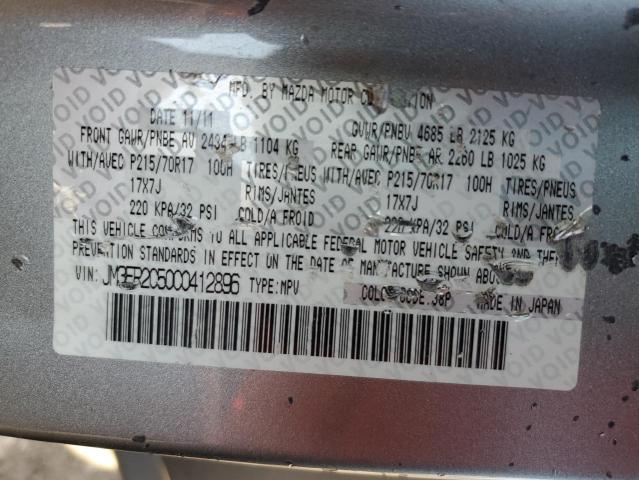 MFD. BY MAZDA MOTOR
DATE 11/11
GVWR/PNBV 4685 LB 2125 KG
FRONT GAWR/PNBE AV 2434 LB 1104 KG
REAR GAWR/PNBE AR 2260 LB 1025 KG
WITH/AVEC P215/70R17 100H TIRES/PNEUS WITH/AVEC P215/70R17 100H TIRES/PNEUS
17X7J RIMS/JANTES 17X7J RIMS/JANTES
220 KPA/32 PSI COLD/A FROID 220 KPA/32 PSI COLD/A FROID
THIS VEHICLE CONFORMS TO ALL APPLICABLE FEDERAL MOTOR VEHICLE SAFETY AND THEFT
PREVENTION STANDARDS IN EFFECT ON THE DATE OF MANUFACTURE SHOWN ABOVE
VIN: TYPE:MPV COLOR CODE: 38P MADE IN JAPAN